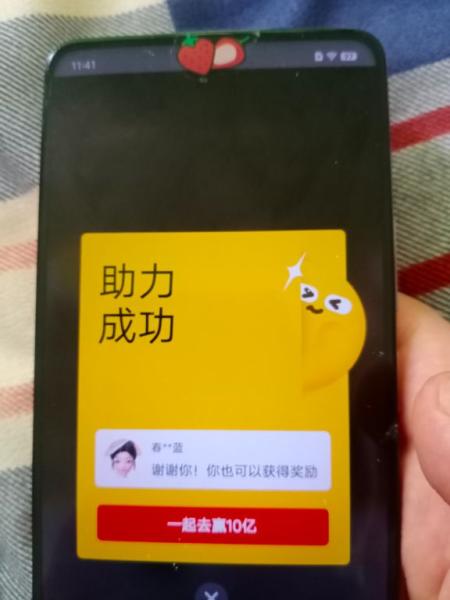 11:41
助力
成功
春**蓝
谢谢你！你也可以获得奖励
一起去赢10亿